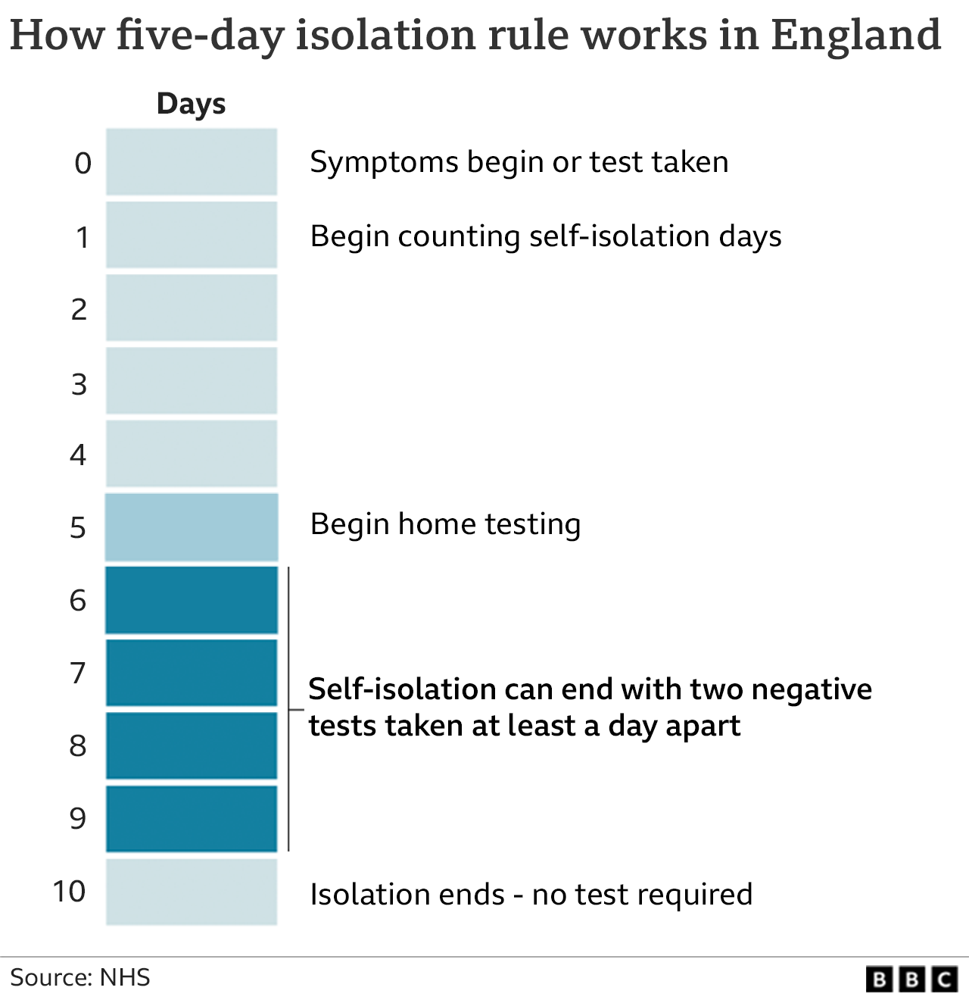 How five-day isolation rule works in England
Days
0 Symptoms begin or test taken
1 Begin counting self-isolation days
2
3
4
5 Begin home testing
6
7
Self-isolation can end with two negative
tests taken at least a day apart
8
9
10 Isolation ends - no test required
Source: NHS
BBC